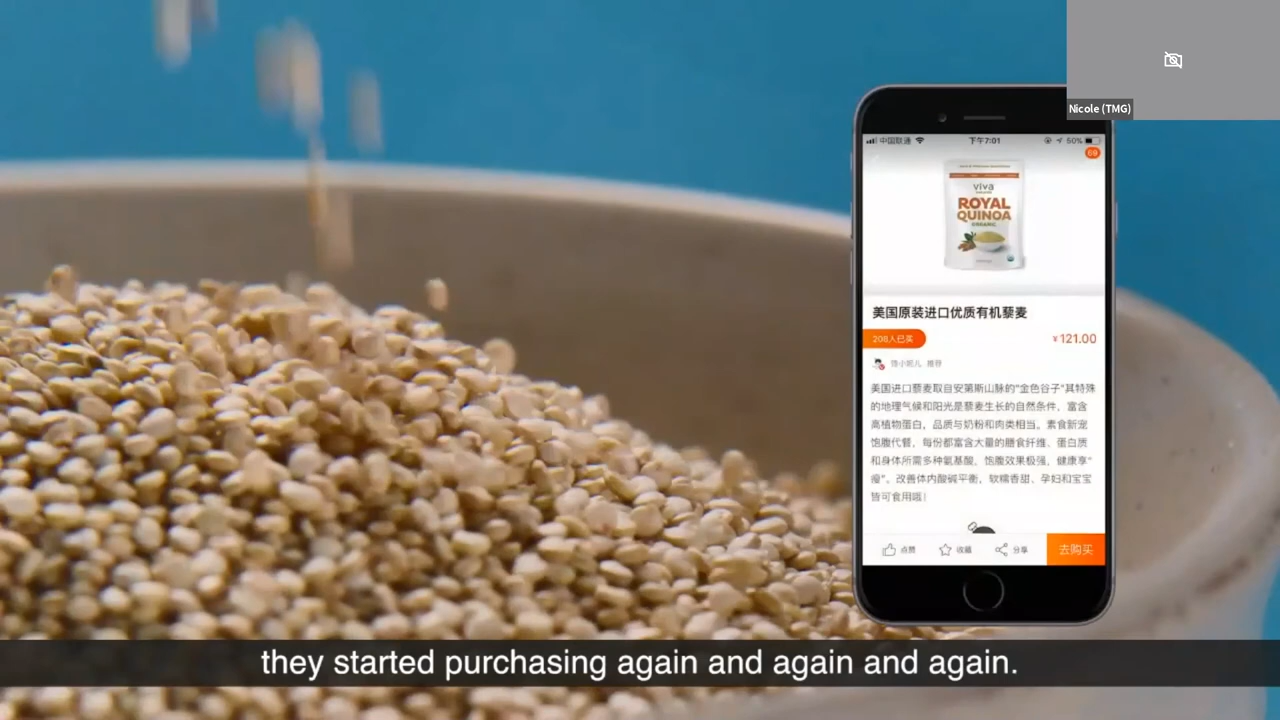 Nicole (TMG)
中国联通
下午7:01
50%
69
viva
ROYAL
QUINOA
ORGANIC
美国原装进口优质有机藜麦
208人已买
¥121.00
推荐
美国进口藜麦取自安第斯山脉的"金色谷子"其特殊
的地理气候和阳光是藜麦生长的自然条件，富含
高植物蛋白，品质与奶粉和肉类相当。素食新宠
饱腹代餐，每份都富含大量的膳食纤维、蛋白质
和身体所需多种氨基酸，饱腹效果极强，健康享"
瘦"。改善体内酸碱平衡，软糯香甜、孕妇和宝宝
皆可食用哦！
点赞
收藏
分享
去购买
they started purchasing again and again and again.